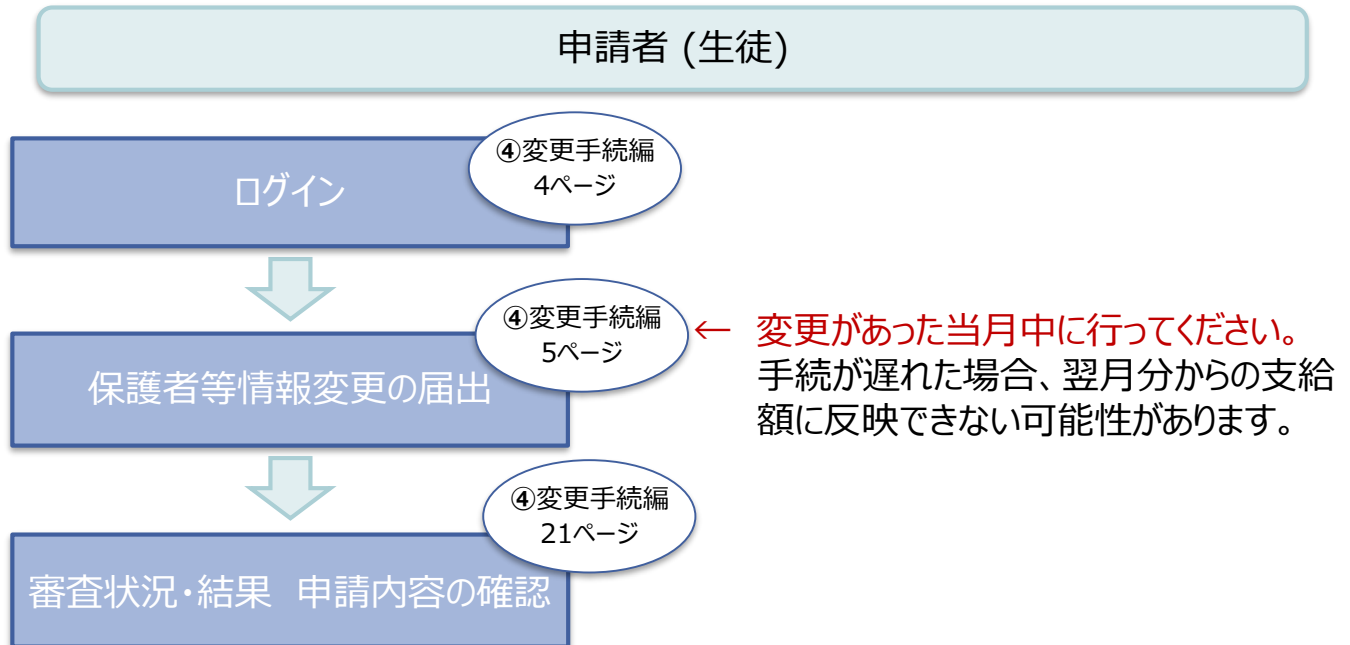 申請者 (生徒)
④変更手続編
4ページ
ログイン
④変更手続編
5ページ
← 変更があった当月中に行ってください。
手続が遅れた場合、翌月分からの支給
額に反映できない可能性があります。
保護者等情報変更の届出
④変更手続編
21ページ
審査状況・結果　申請内容の確認